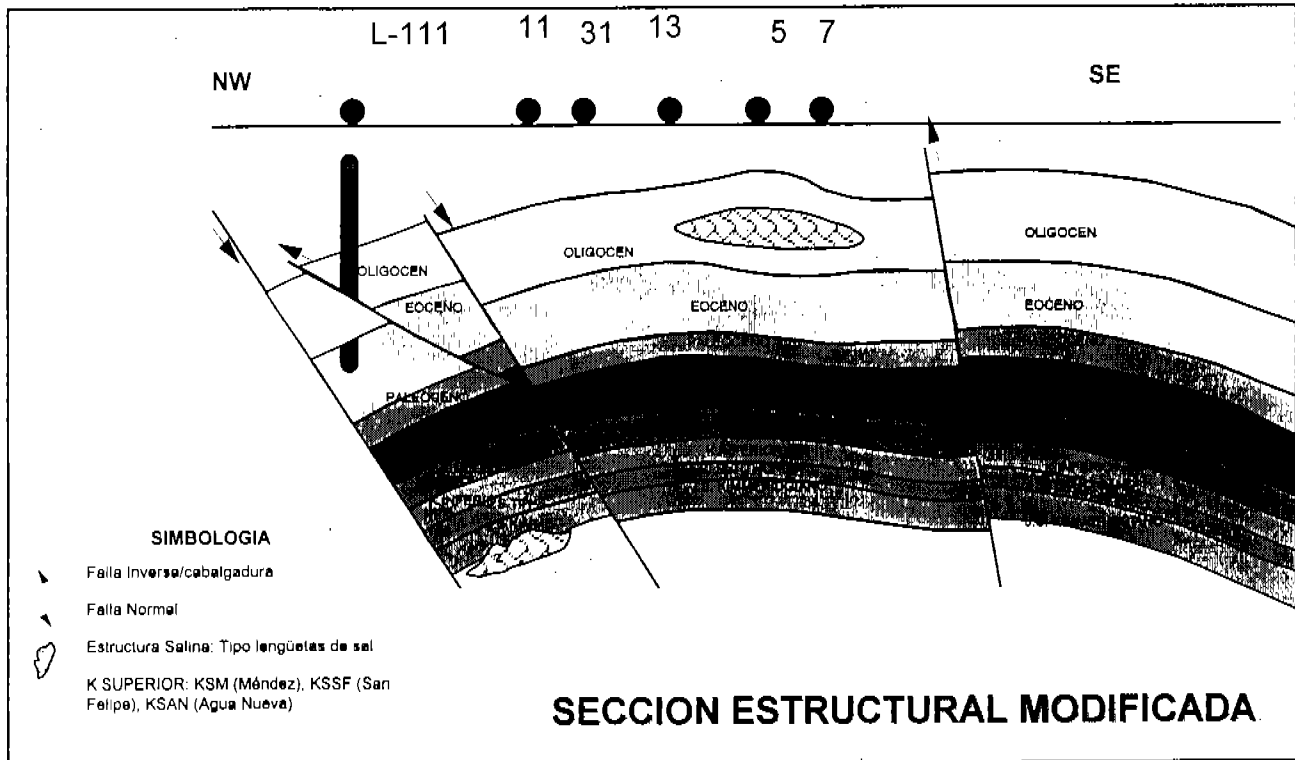 L-111 11 31 13 5 7
NW SE
OLIGOCEN
OLIGOCEN
OLIGOCEN
EOCENO
EOCENO
EOCENO
PALEOCENO
SIMBOLOGIA
Falla Inversa/cabalgadura
Falla Normal
Estructura Salina: Tipo lengüetas de sal
K SUPERIOR: KSM (Méndez), KSSF (San
Felipe), KSAN (Agua Nueva)
SECCION ESTRUCTURAL MODIFICADA